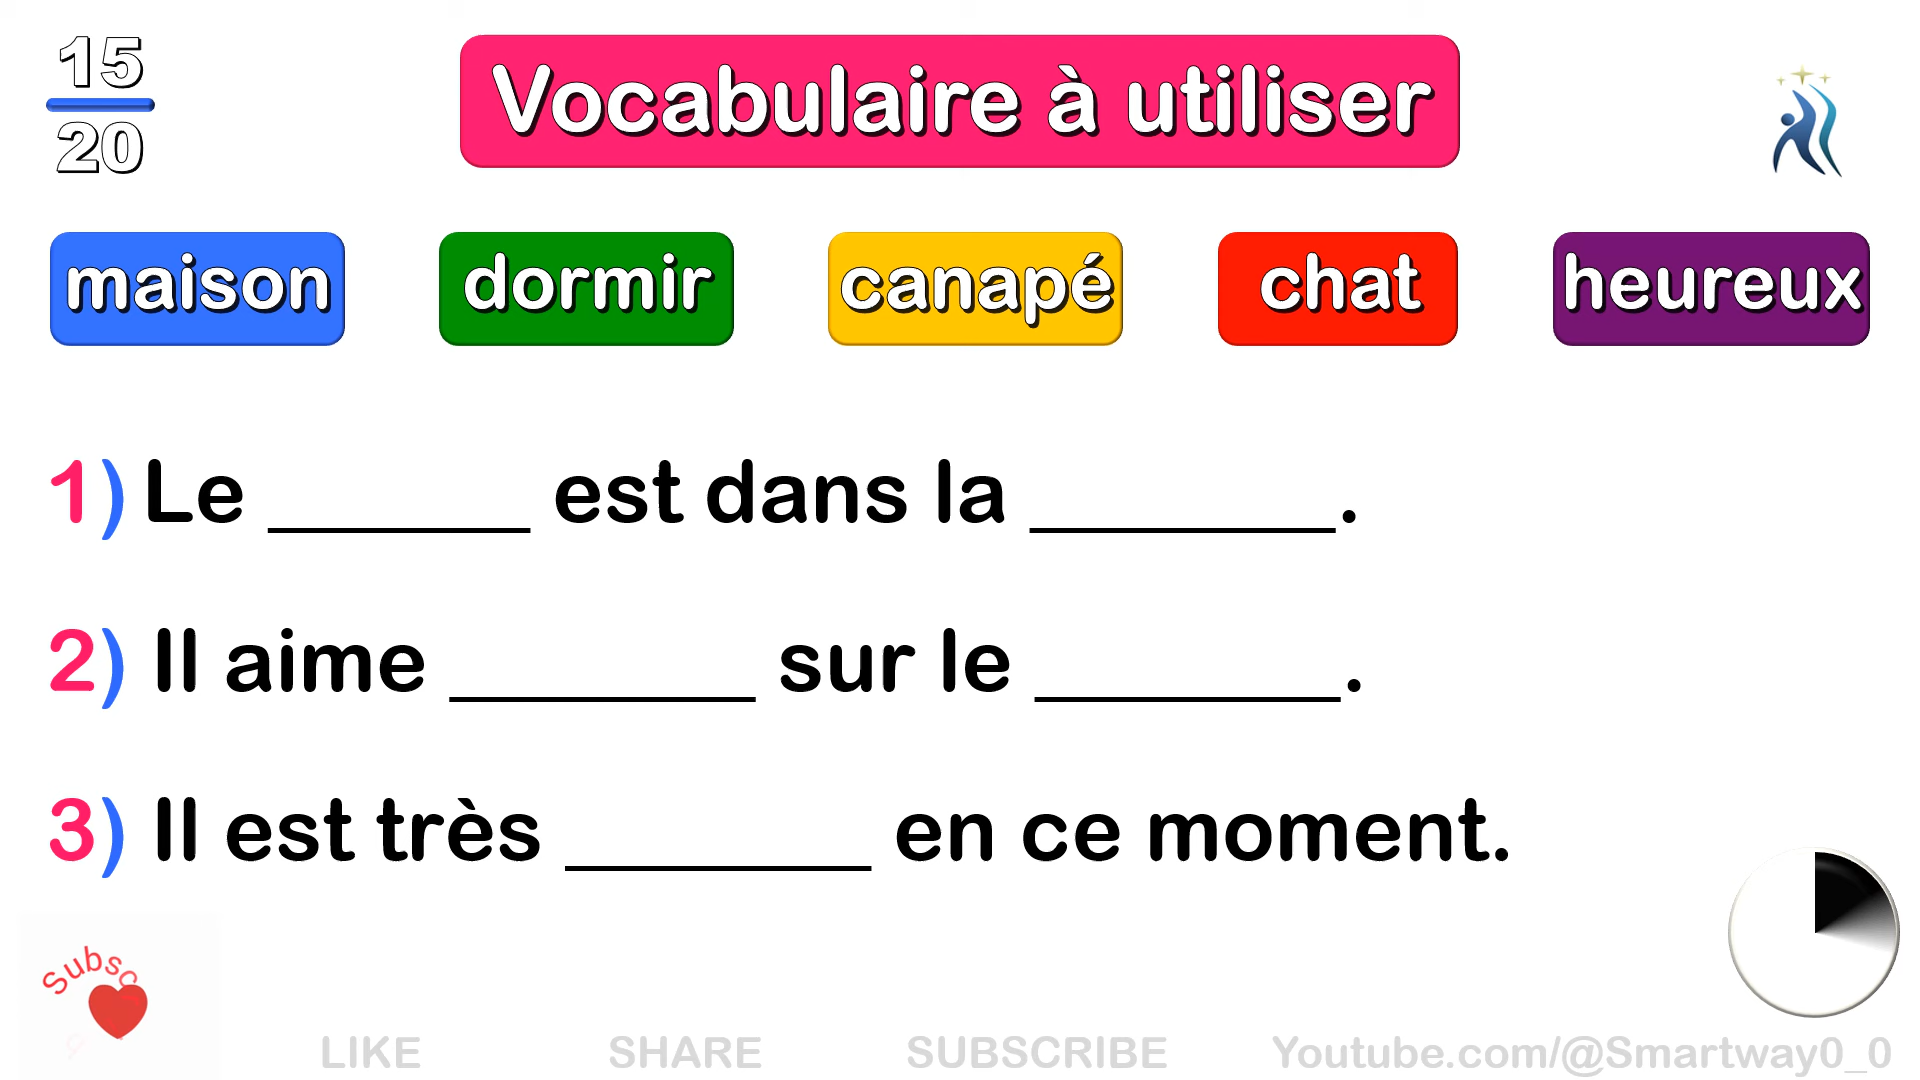 15
20
Vocabulaire à utiliser
maison dormir canapé chat heureux
1) Le ______ est dans la _______.
2) Il aime _______ sur le _______.
3) Il est très _______ en ce moment.
Subsc
LIKE SHARE SUBSCRIBE Youtube.com/@Smartway0_0